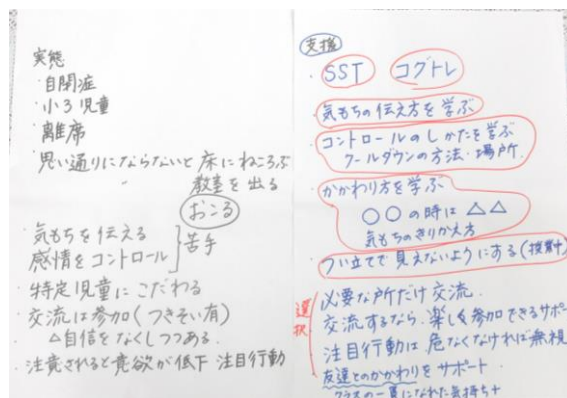 実態
・自閉症
・小3児童
・離席
・思い通りにならないと床にねころぶ
〃 教室を出る
おこる
・気もちを伝える
感情をコントロール
苦手
・特定児童にこだわる
・交流は参加(つきそい有)
△自信をなくしつつある
・注意されると意欲が低下 注目行動
支援
・SST コグトレ
・気もちの伝え方を学ぶ
・コントロールのしかたを学ぶ
クールダウンの方法・場所
・かかわり方を学ぶ
○○の時は△△
気もちのきりかえ方
・つい立てで見えないようにする(授業中)
選択
必要な所だけ交流
交流するなら、楽しく参加できるサポ
注目行動は危なくなければ無視
友達とのかかわりをサポート
クラスの一員になれた気持ち